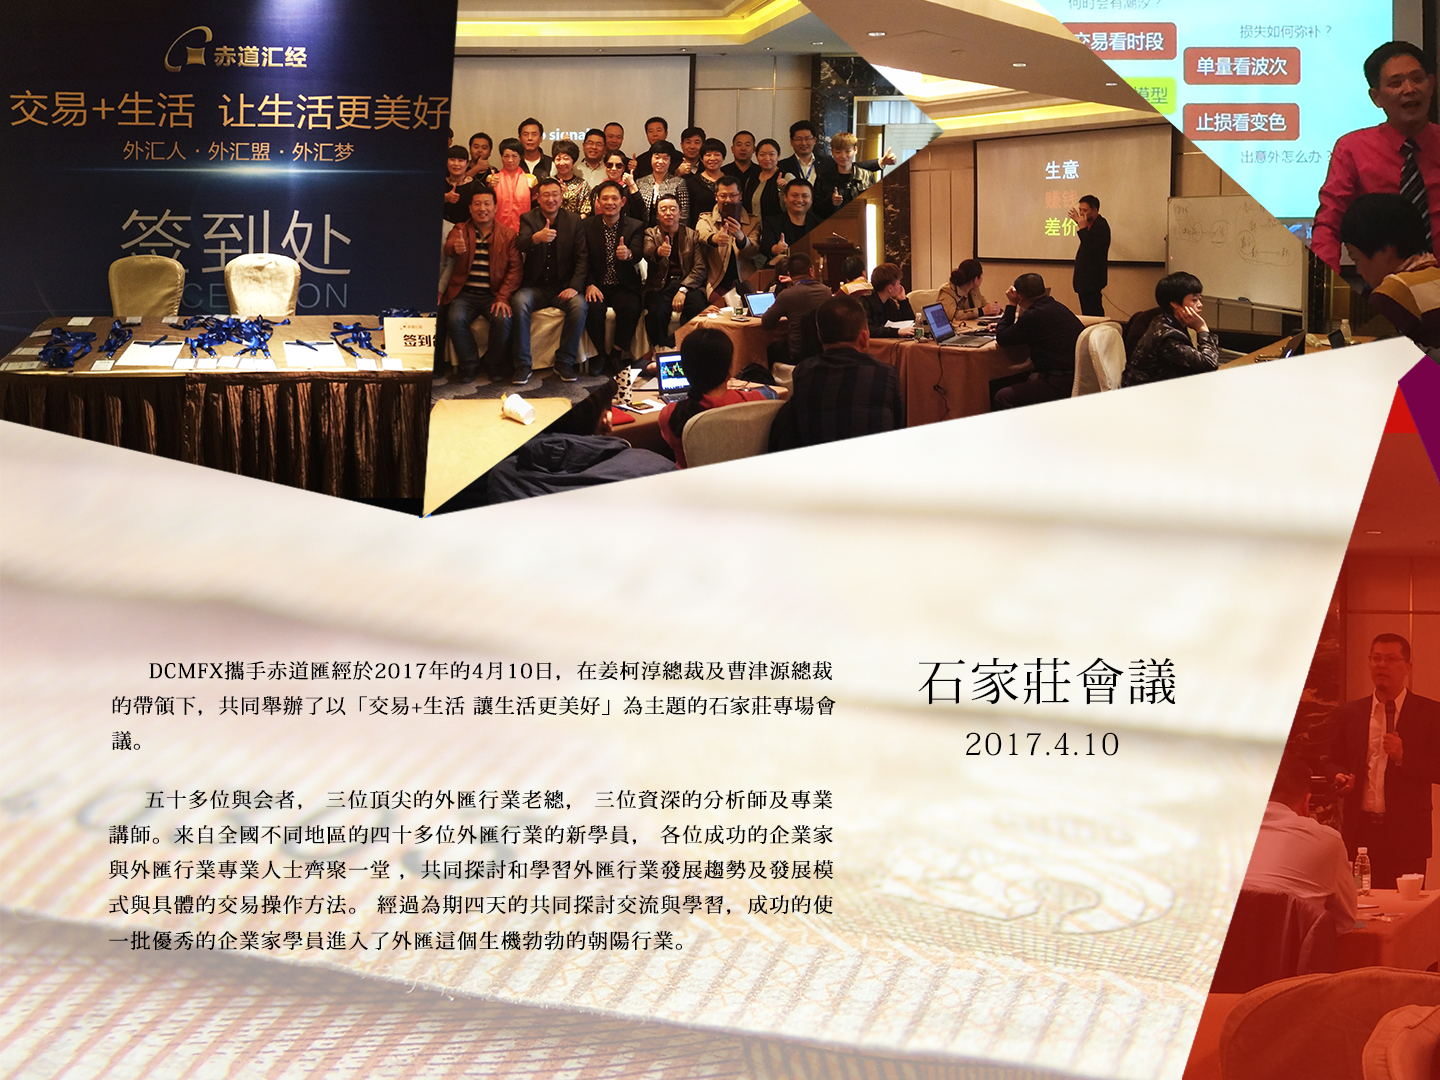 赤道汇经
交易+生活 让生活更美好
外汇人·外汇盟·外汇梦
签到处
签到
生意
赚钱
差价
损失如何弥补？
交易看时段
单量看波次
模型
止损看变色
出意外怎么办？
DCMFX攜手赤道匯經於2017年的4月10日，在姜柯淳總裁及曹津源總裁
的帶領下，共同舉辦了以「交易+生活 讓生活更美好」為主題的石家莊專場會
議。
五十多位與会者， 三位頂尖的外匯行業老總， 三位資深的分析師及專業
講師。来自全國不同地區的四十多位外匯行業的新學員， 各位成功的企業家
與外匯行業專業人士齊聚一堂 ，共同探討和學習外匯行業發展趨勢及發展模
式與具體的交易操作方法。 經過為期四天的共同探討交流與學習，成功的使
一批優秀的企業家學員進入了外匯這個生機勃勃的朝陽行業。
石家莊會議
2017.4.10